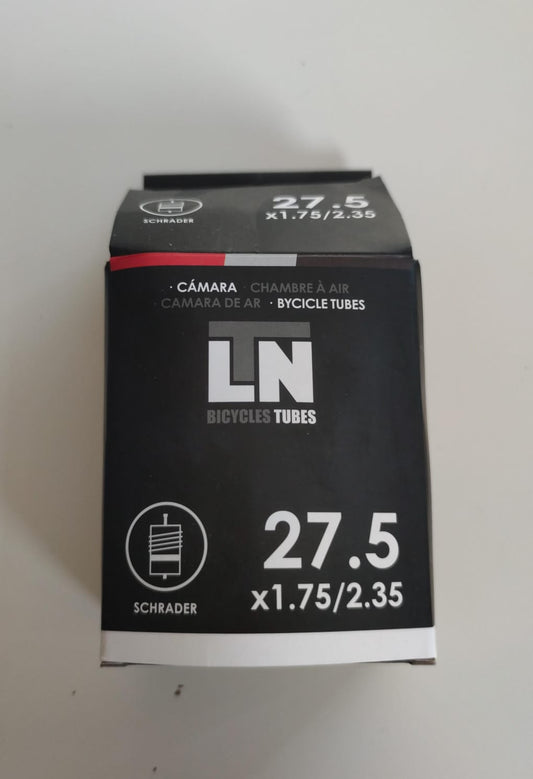 SCHRADER
27.5
x1.75/2.35
· CÁMARA · CHAMBRE À AIR
· CAMARA DE AR · BYCICLE TUBES
LTN
BICYCLES TUBES
SCHRADER
27.5
x1.75/2.35